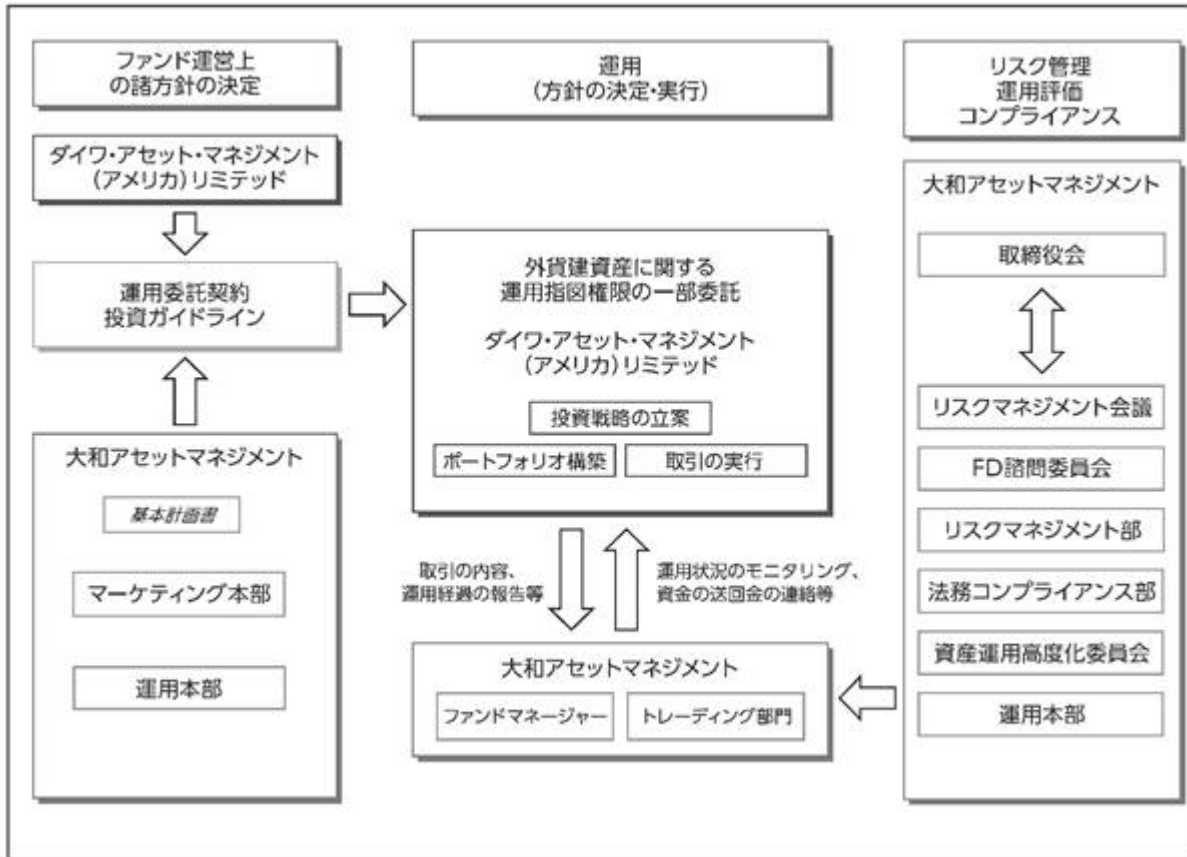 ファンド運営上
の諸方針の決定
運用
(方針の決定・実行)
リスク管理
運用評価
コンプライアンス
ダイワ・アセット・マネジメント
(アメリカ)リミテッド
運用委託契約
投資ガイドライン
大和アセットマネジメント
基本計画書
マーケティング本部
運用本部
外貨建資産に関する
運用指図権限の一部委託
ダイワ・アセット・マネジメント
(アメリカ)リミテッド
投資戦略の立案
ポートフォリオ構築
取引の実行
取引の内容、
運用経過の報告等
運用状況のモニタリング、
資金の送回金の連絡等
大和アセットマネジメント
ファンドマネージャー
トレーディング部門
大和アセットマネジメント
取締役会
リスクマネジメント会議
FD諮問委員会
リスクマネジメント部
法務コンプライアンス部
資産運用高度化委員会
運用本部